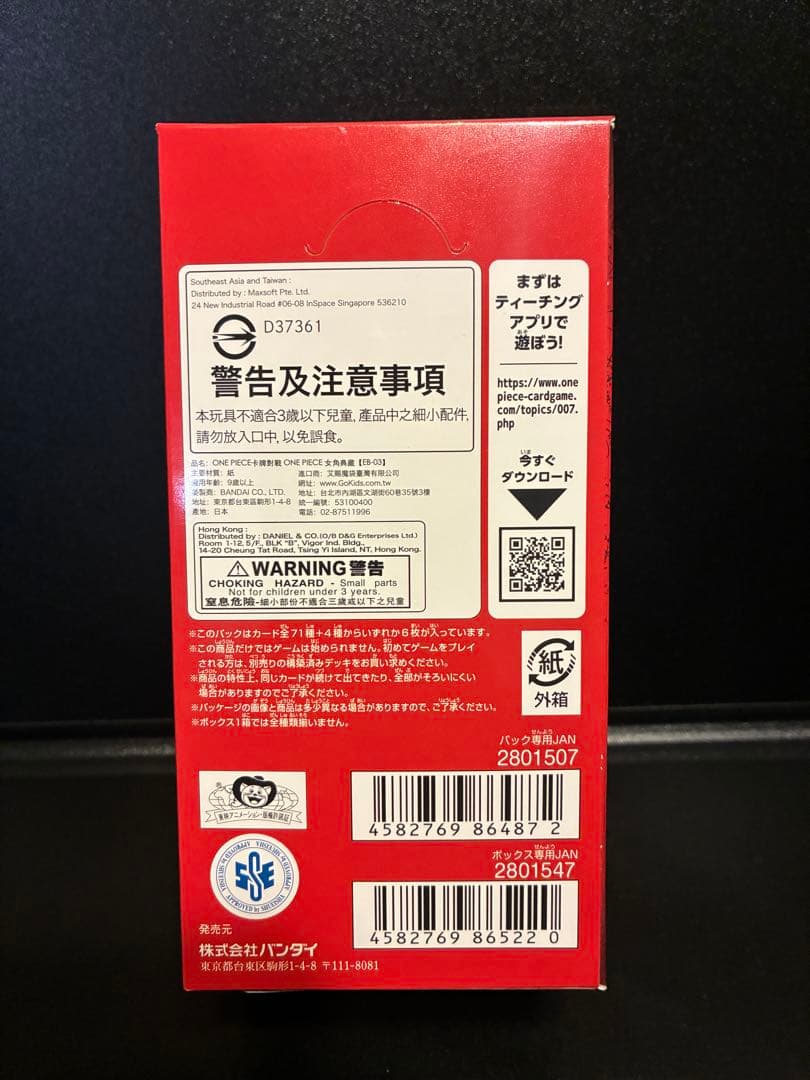 Southeast Asia and Taiwan :
Distributed by : Maxsoft Pte. Ltd.
24 New Industrial Road #06-08 InSpace Singapore 536210
D37361
警告及注意事項
本玩具不適合3歲以下兒童,產品中之細小配件,
請勿放入口中,以免誤食。
品名: ONE PIECE卡牌對戰 ONE PIECE 女角典藏【EB-03】
主要材質: 紙 進口商: 艾賜魔袋臺灣有限公司
適用年齡: 9歲以上 網址: www.GoKids.com.tw
委製商: BANDAI CO., LTD. 地址: 台北市內湖區文湖街60巷35號3樓
地址: 東京都台東區駒形1-4-8 統一編號: 53100400
產地: 日本 電話: 02-87511996
Hong Kong :
Distributed by : DANIEL & CO.(O/B D&G Enterprises Ltd.)
Room 1-12, 5/F., BLK "B", Vigor Ind. Bldg.,
14-20 Cheung Tat Road, Tsing Yi Island, NT, Hong Kong.
WARNING 警告
CHOKING HAZARD - Small parts
Not for children under 3 years.
窒息危險-細小部份不適合三歲或以下之兒童
まずは
ティーチング
アプリで
遊ぼう!
https://www.one
piece-cardgame.
com/topics/007.
php
今すぐ
ダウンロード
※このパックはカード全71種+4種からいずれか6枚が入っています。
※この商品だけではゲームは始められません。初めてゲームをプレイ
される方は、別売りの構築済みデッキをお買い求めください。
※商品の特性上、同じカードが続けて出てきたり、全部がそろいにくい
場合がありますのでご了承ください。
※パッケージの画像と商品は多少異なる場合がありますので、ご了承ください。
※ボックス1箱では全種類揃いません。
紙
外箱
パック専用JAN
2801507
4582769 864872
ボックス専用JAN
2801547
4582769 865220
東映アニメーション・版権許諾証
SSE
APPROVED by SHUEISHA
発売元
株式会社バンダイ
東京都台東区駒形1-4-8 〒111-8081